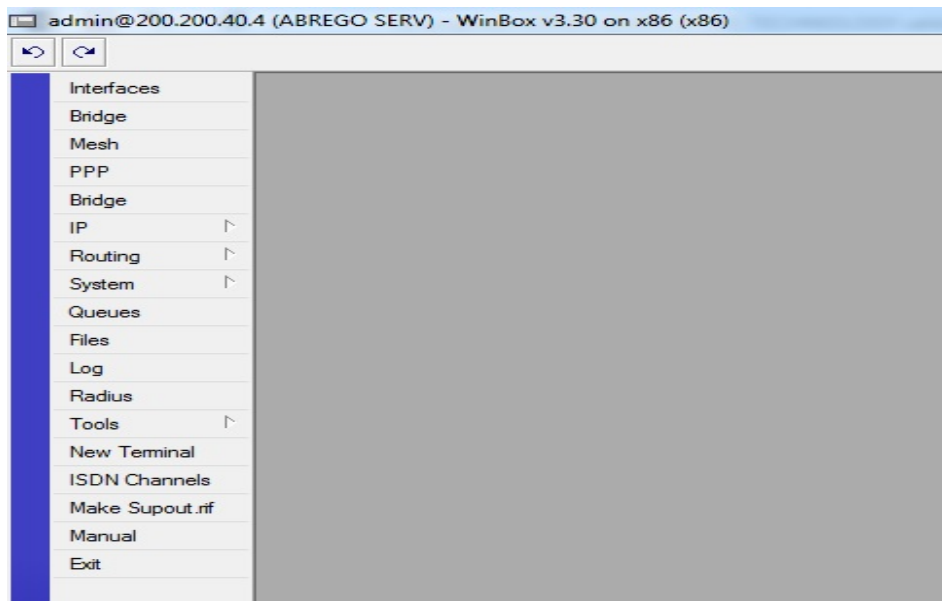 admin@200.200.40.4 (ABREGO SERV) - WinBox v3.30 on x86 (x86)
Interfaces
Bridge
Mesh
PPP
Bridge
IP
Routing
System
Queues
Files
Log
Radius
Tools
New Terminal
ISDN Channels
Make Supout.rif
Manual
Exit